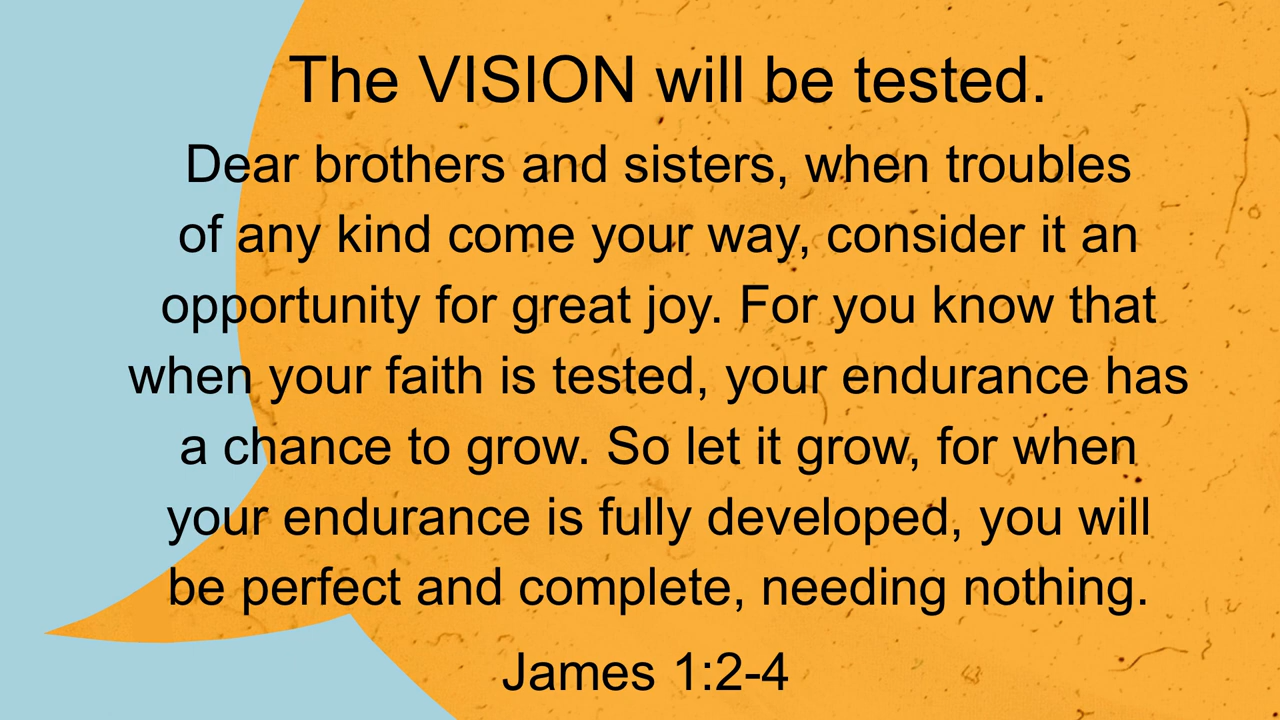 The VISION will be tested.
Dear brothers and sisters, when troubles
of any kind come your way, consider it an
opportunity for great joy. For you know that
when your faith is tested, your endurance has
a chance to grow. So let it grow, for when
your endurance is fully developed, you will
be perfect and complete, needing nothing.
James 1:2-4